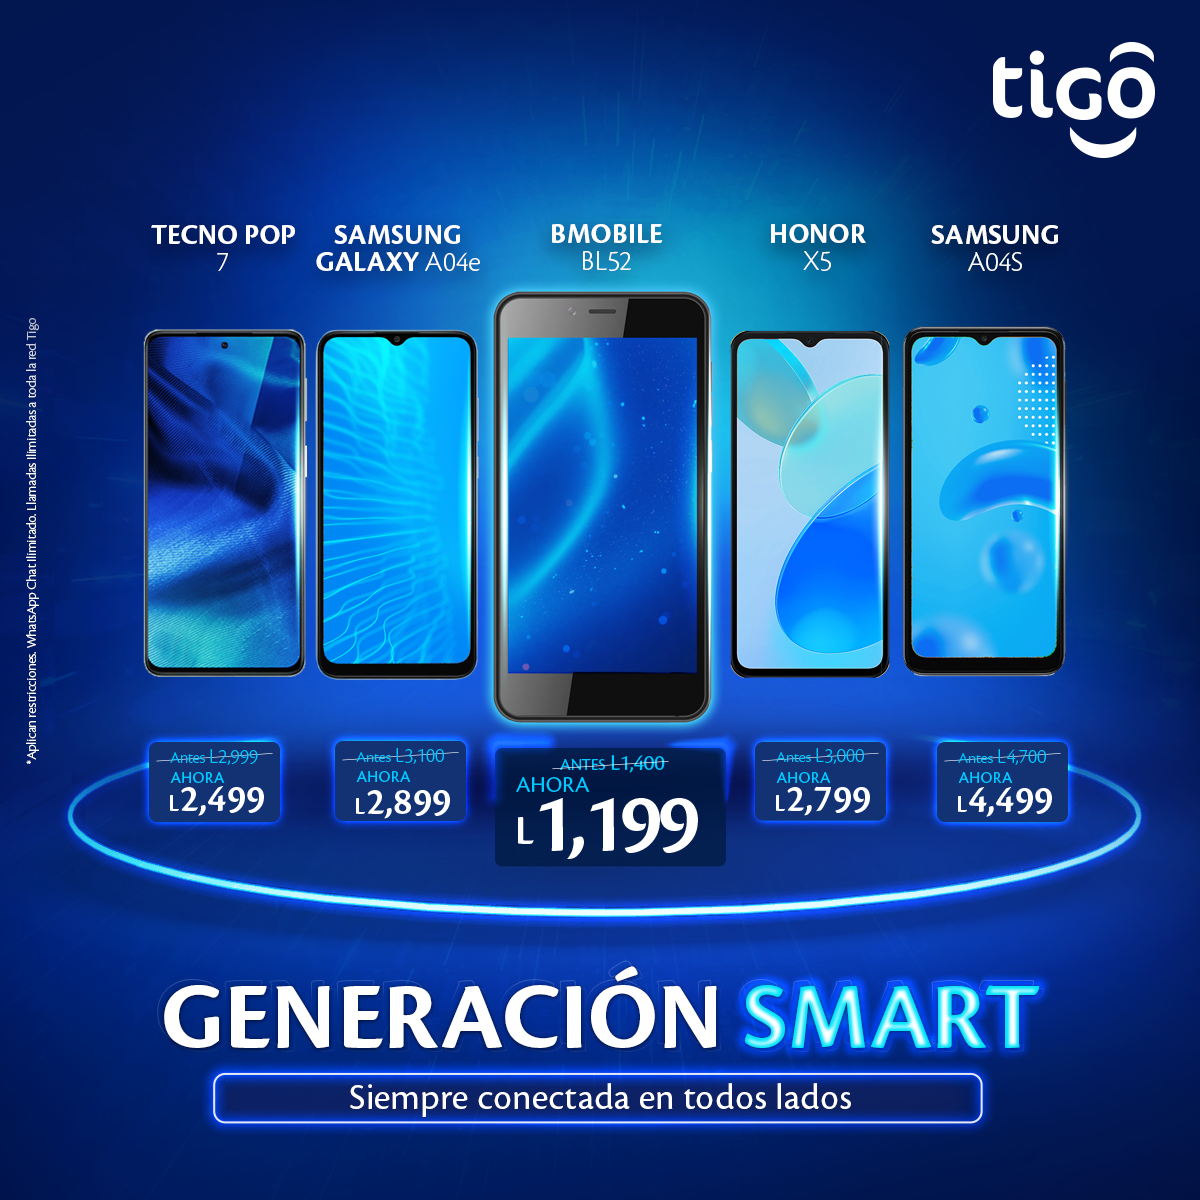 tigo
TECNO POP
7
SAMSUNG
GALAXY A04e
BMOBILE
BL52
HONOR
X5
SAMSUNG
A04S
*Aplican restricciones. WhatsApp Chat Ilimitado. Llamadas Ilimitadas a toda la red Tigo
Antes L2,999
AHORA
L2,499
Antes L3,100
AHORA
L2,899
ANTES L1,400
AHORA
L1,199
Antes L3,000
AHORA
L2,799
Antes L4,700
AHORA
L4,499
GENERACIÓN SMART
Siempre conectada en todos lados